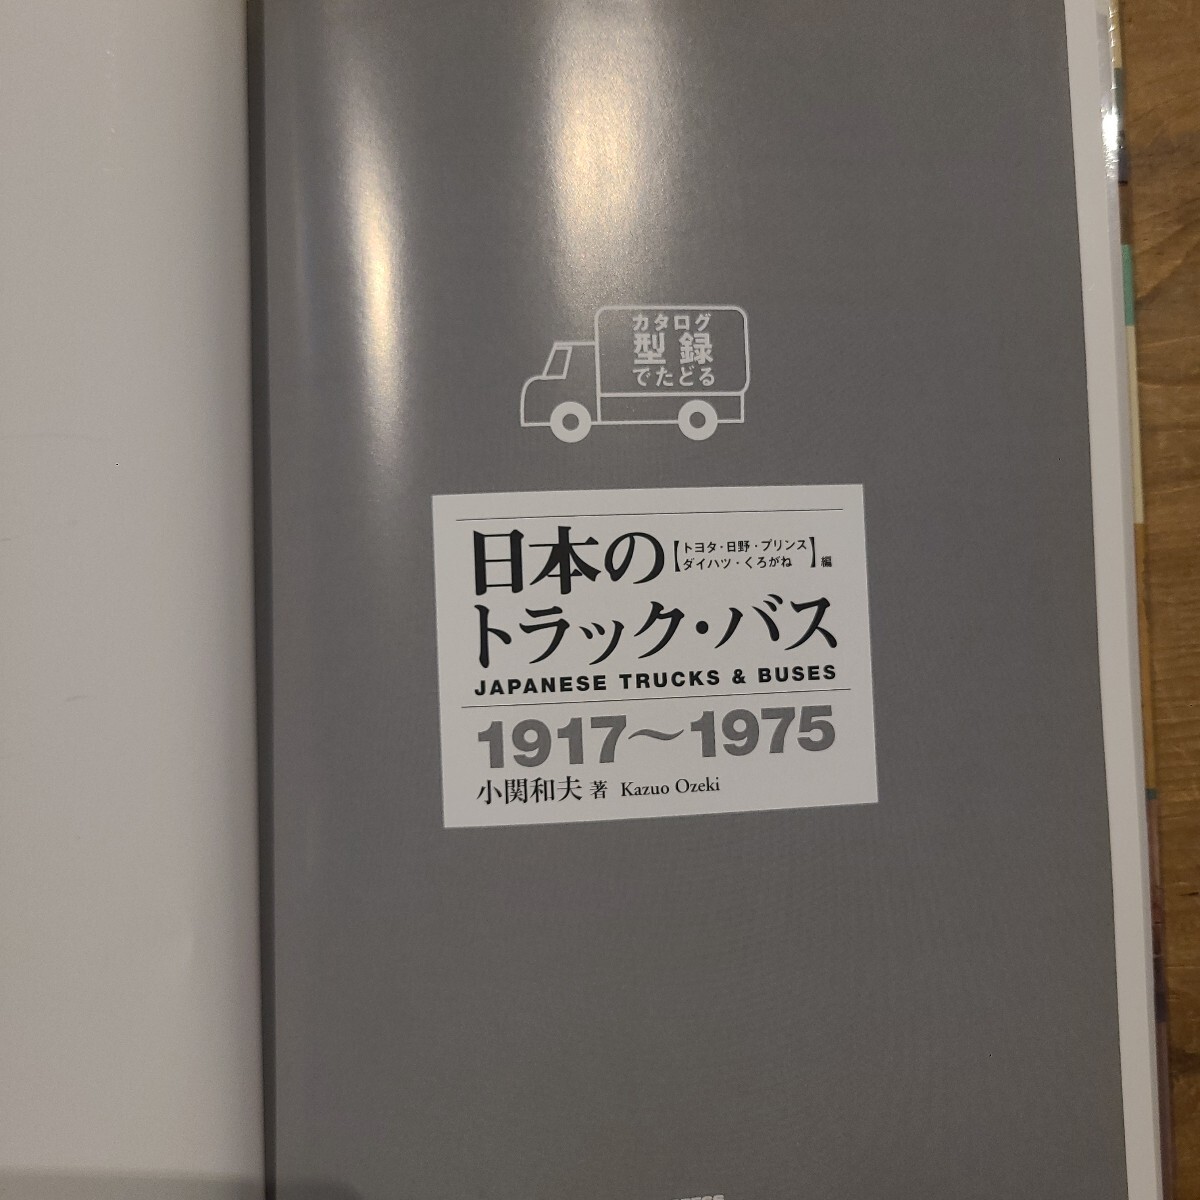 カタログ
型録
でたどる
日本の【トヨタ・日野・プリンス
ダイハツ・くろがね】編
トラック・バス
JAPANESE TRUCKS & BUSES
1917〜1975
小関和夫 著 Kazuo Ozeki